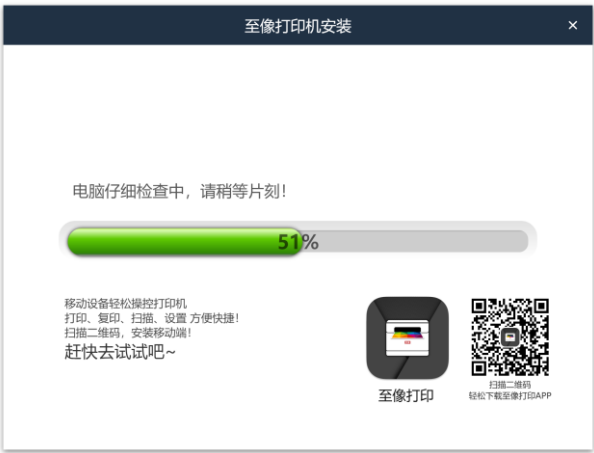 至像打印机安装
×
电脑仔细检查中，请稍等片刻！
51%
移动设备轻松操控打印机
打印、复印、扫描、设置 方便快捷！
扫描二维码，安装移动端！
赶快去试试吧~
至像打印
扫描二维码
轻松下载至像打印APP